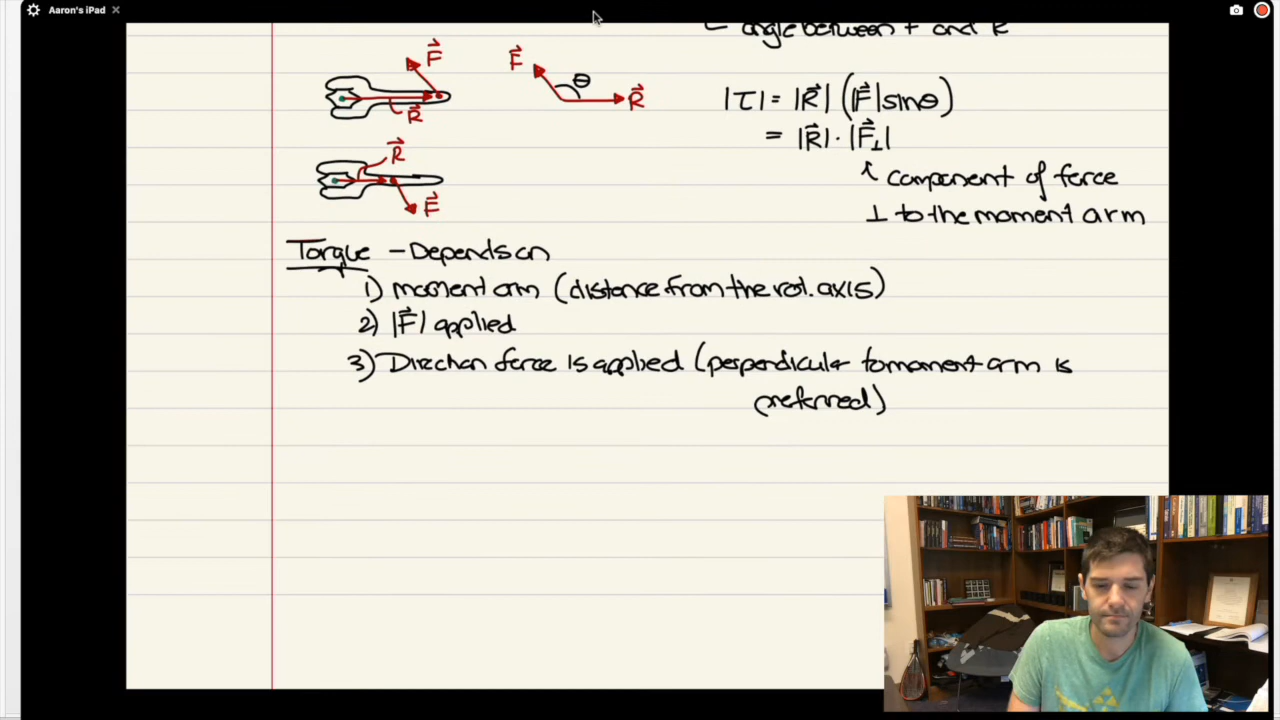 Aaron's iPad
angle between F and R
F
F θ
R R
|τ| = |R| (|F|sinθ)
= |R| · |F⊥|
↖ component of force
⊥ to the moment arm
R
F
Torque - Depends on
1) moment arm (distance from the rot. axis)
2) |F| applied
3) Direction force is applied (perpendicular to moment arm is
preferred)